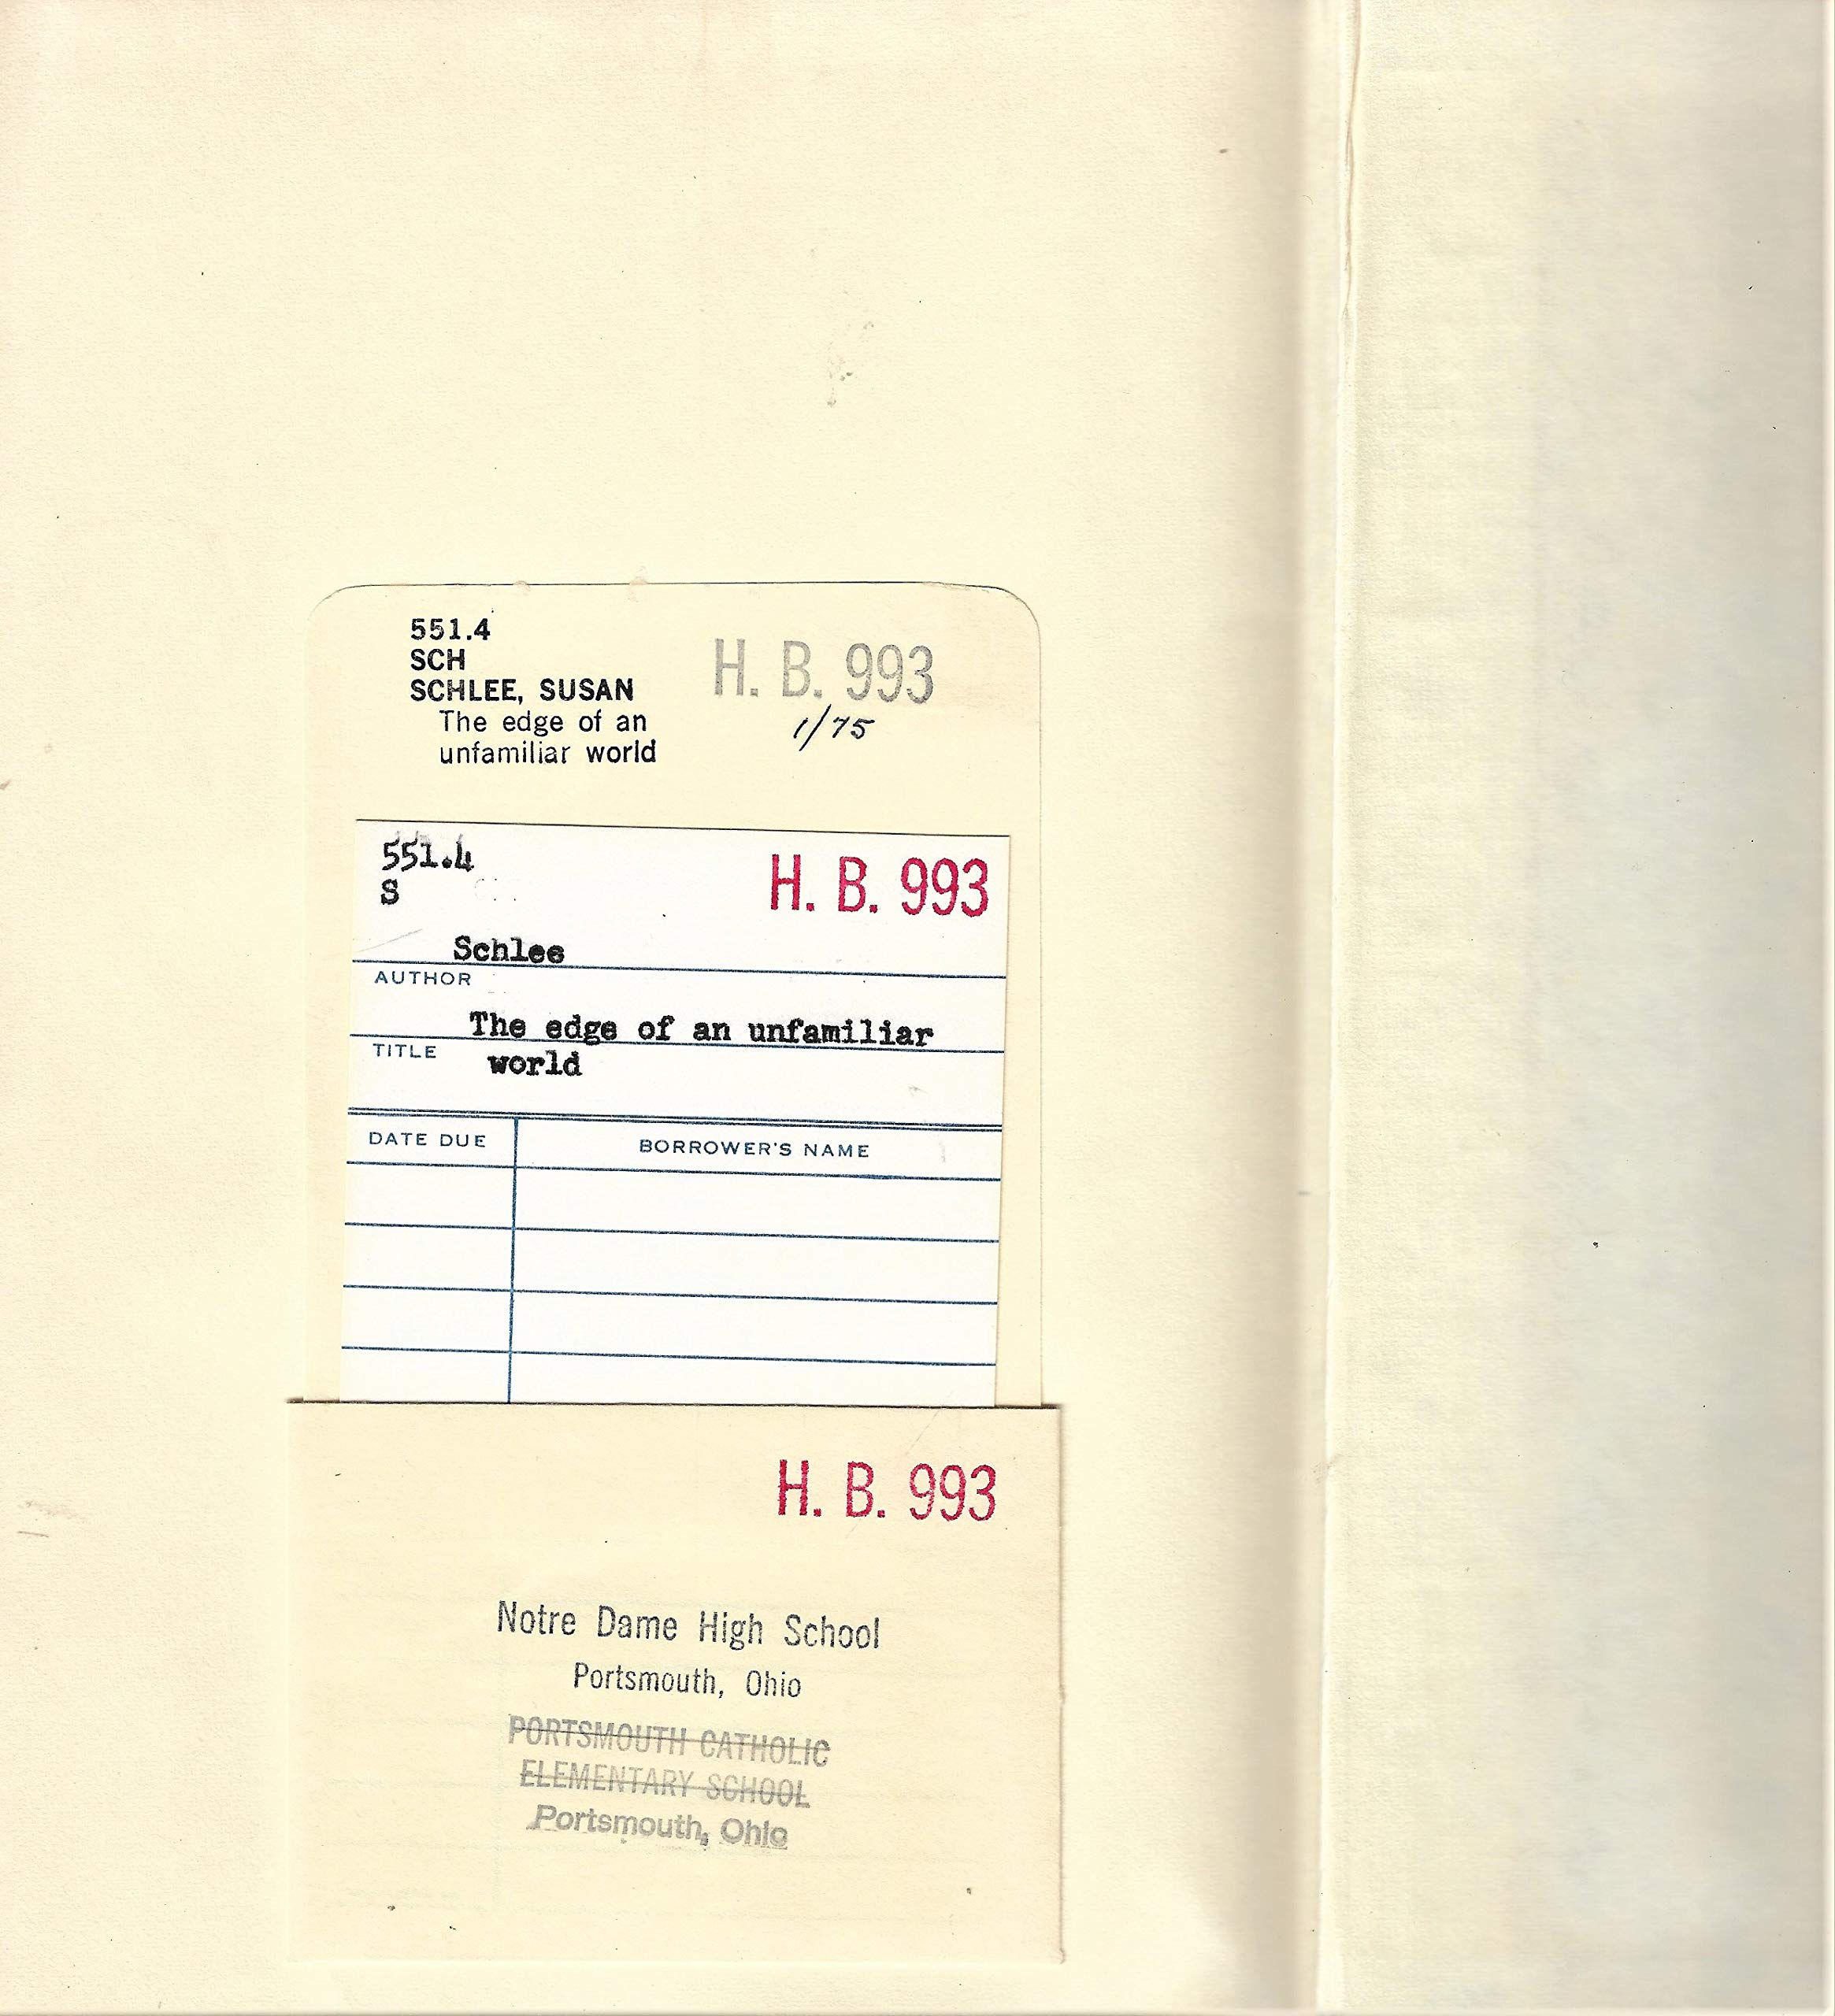 551.4
SCH
SCHLEE, SUSAN
The edge of an
unfamiliar world
H. B. 993
1/75
551.4
S
H. B. 993
Schlee
AUTHOR
The edge of an unfamiliar
TITLE
world
DATE DUE
BORROWER'S NAME
H. B. 993
Notre Dame High School
Portsmouth, Ohio
PORTSMOUTH CATHOLIC
ELEMENTARY SCHOOL
Portsmouth, Ohio